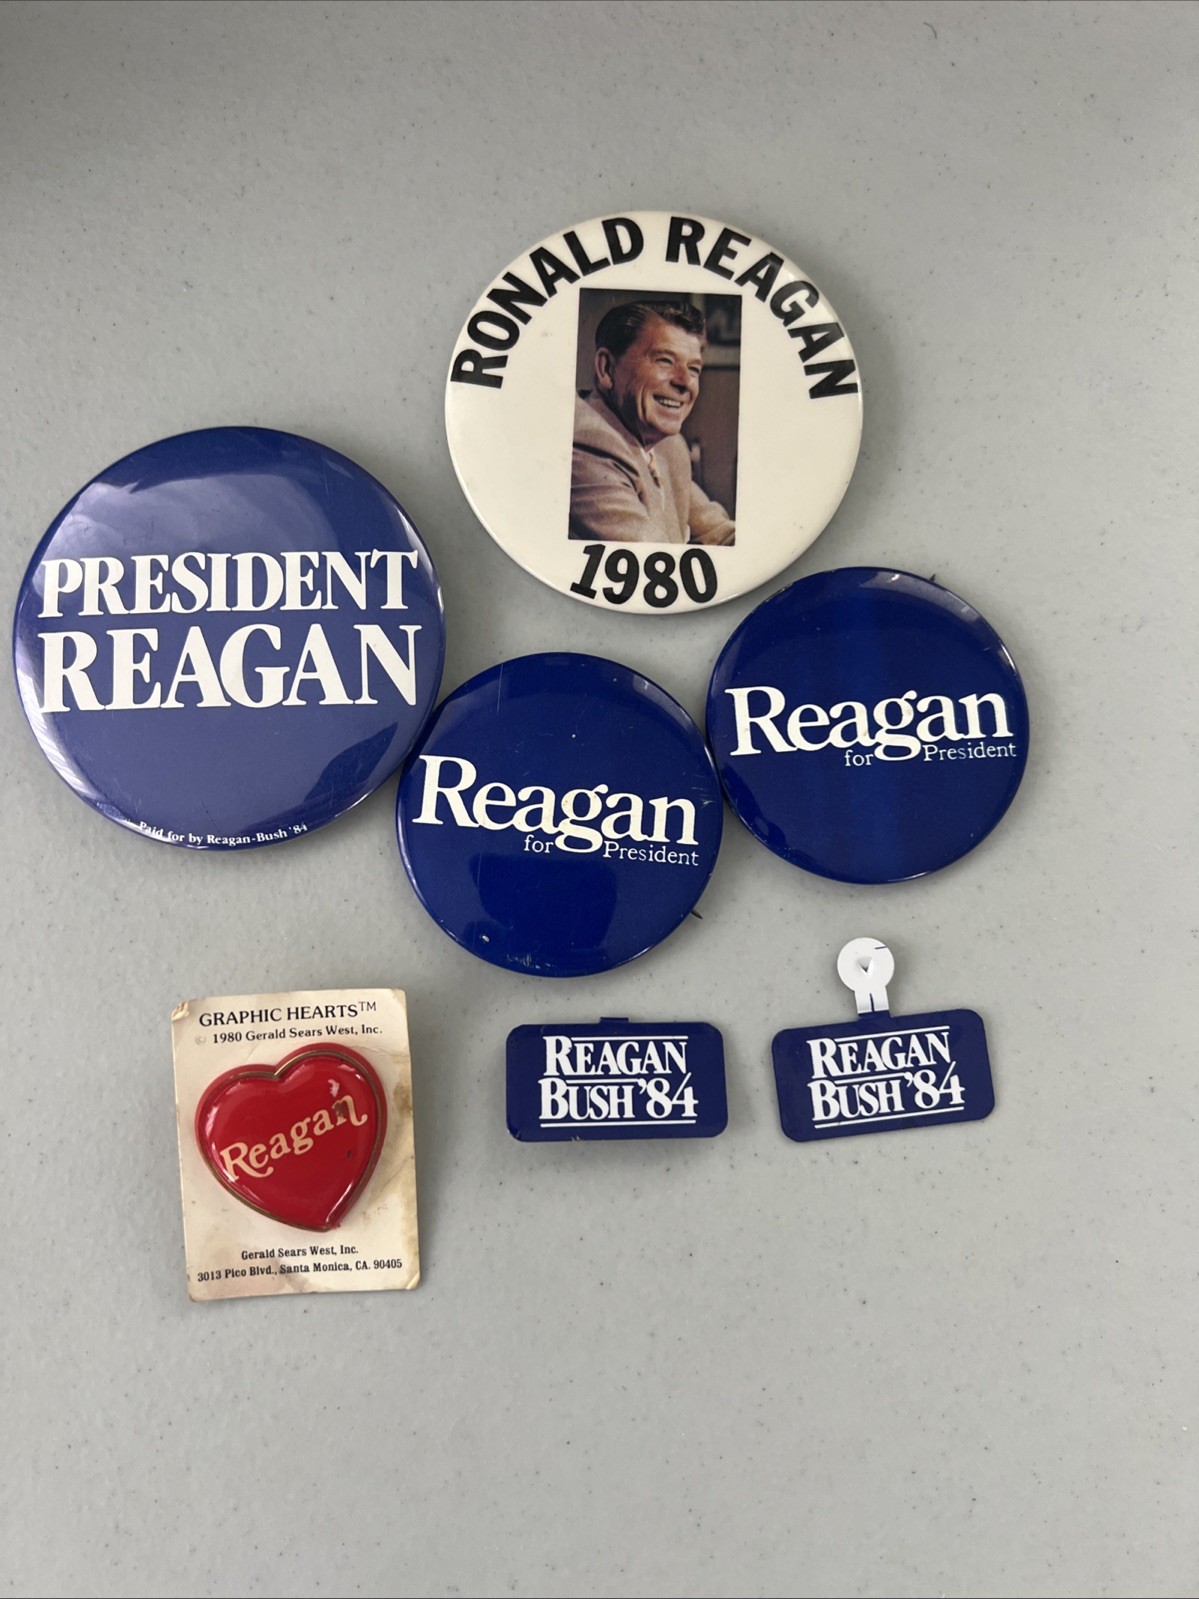 RONALD REAGAN
1980
PRESIDENT
REAGAN
Paid for by Reagan-Bush '84
Reagan
for President
Reagan
for President
GRAPHIC HEARTS™
© 1980 Gerald Sears West, Inc.
Reagan
Gerald Sears West, Inc.
3013 Pico Blvd., Santa Monica, CA. 90405
REAGAN
BUSH '84
REAGAN
BUSH '84